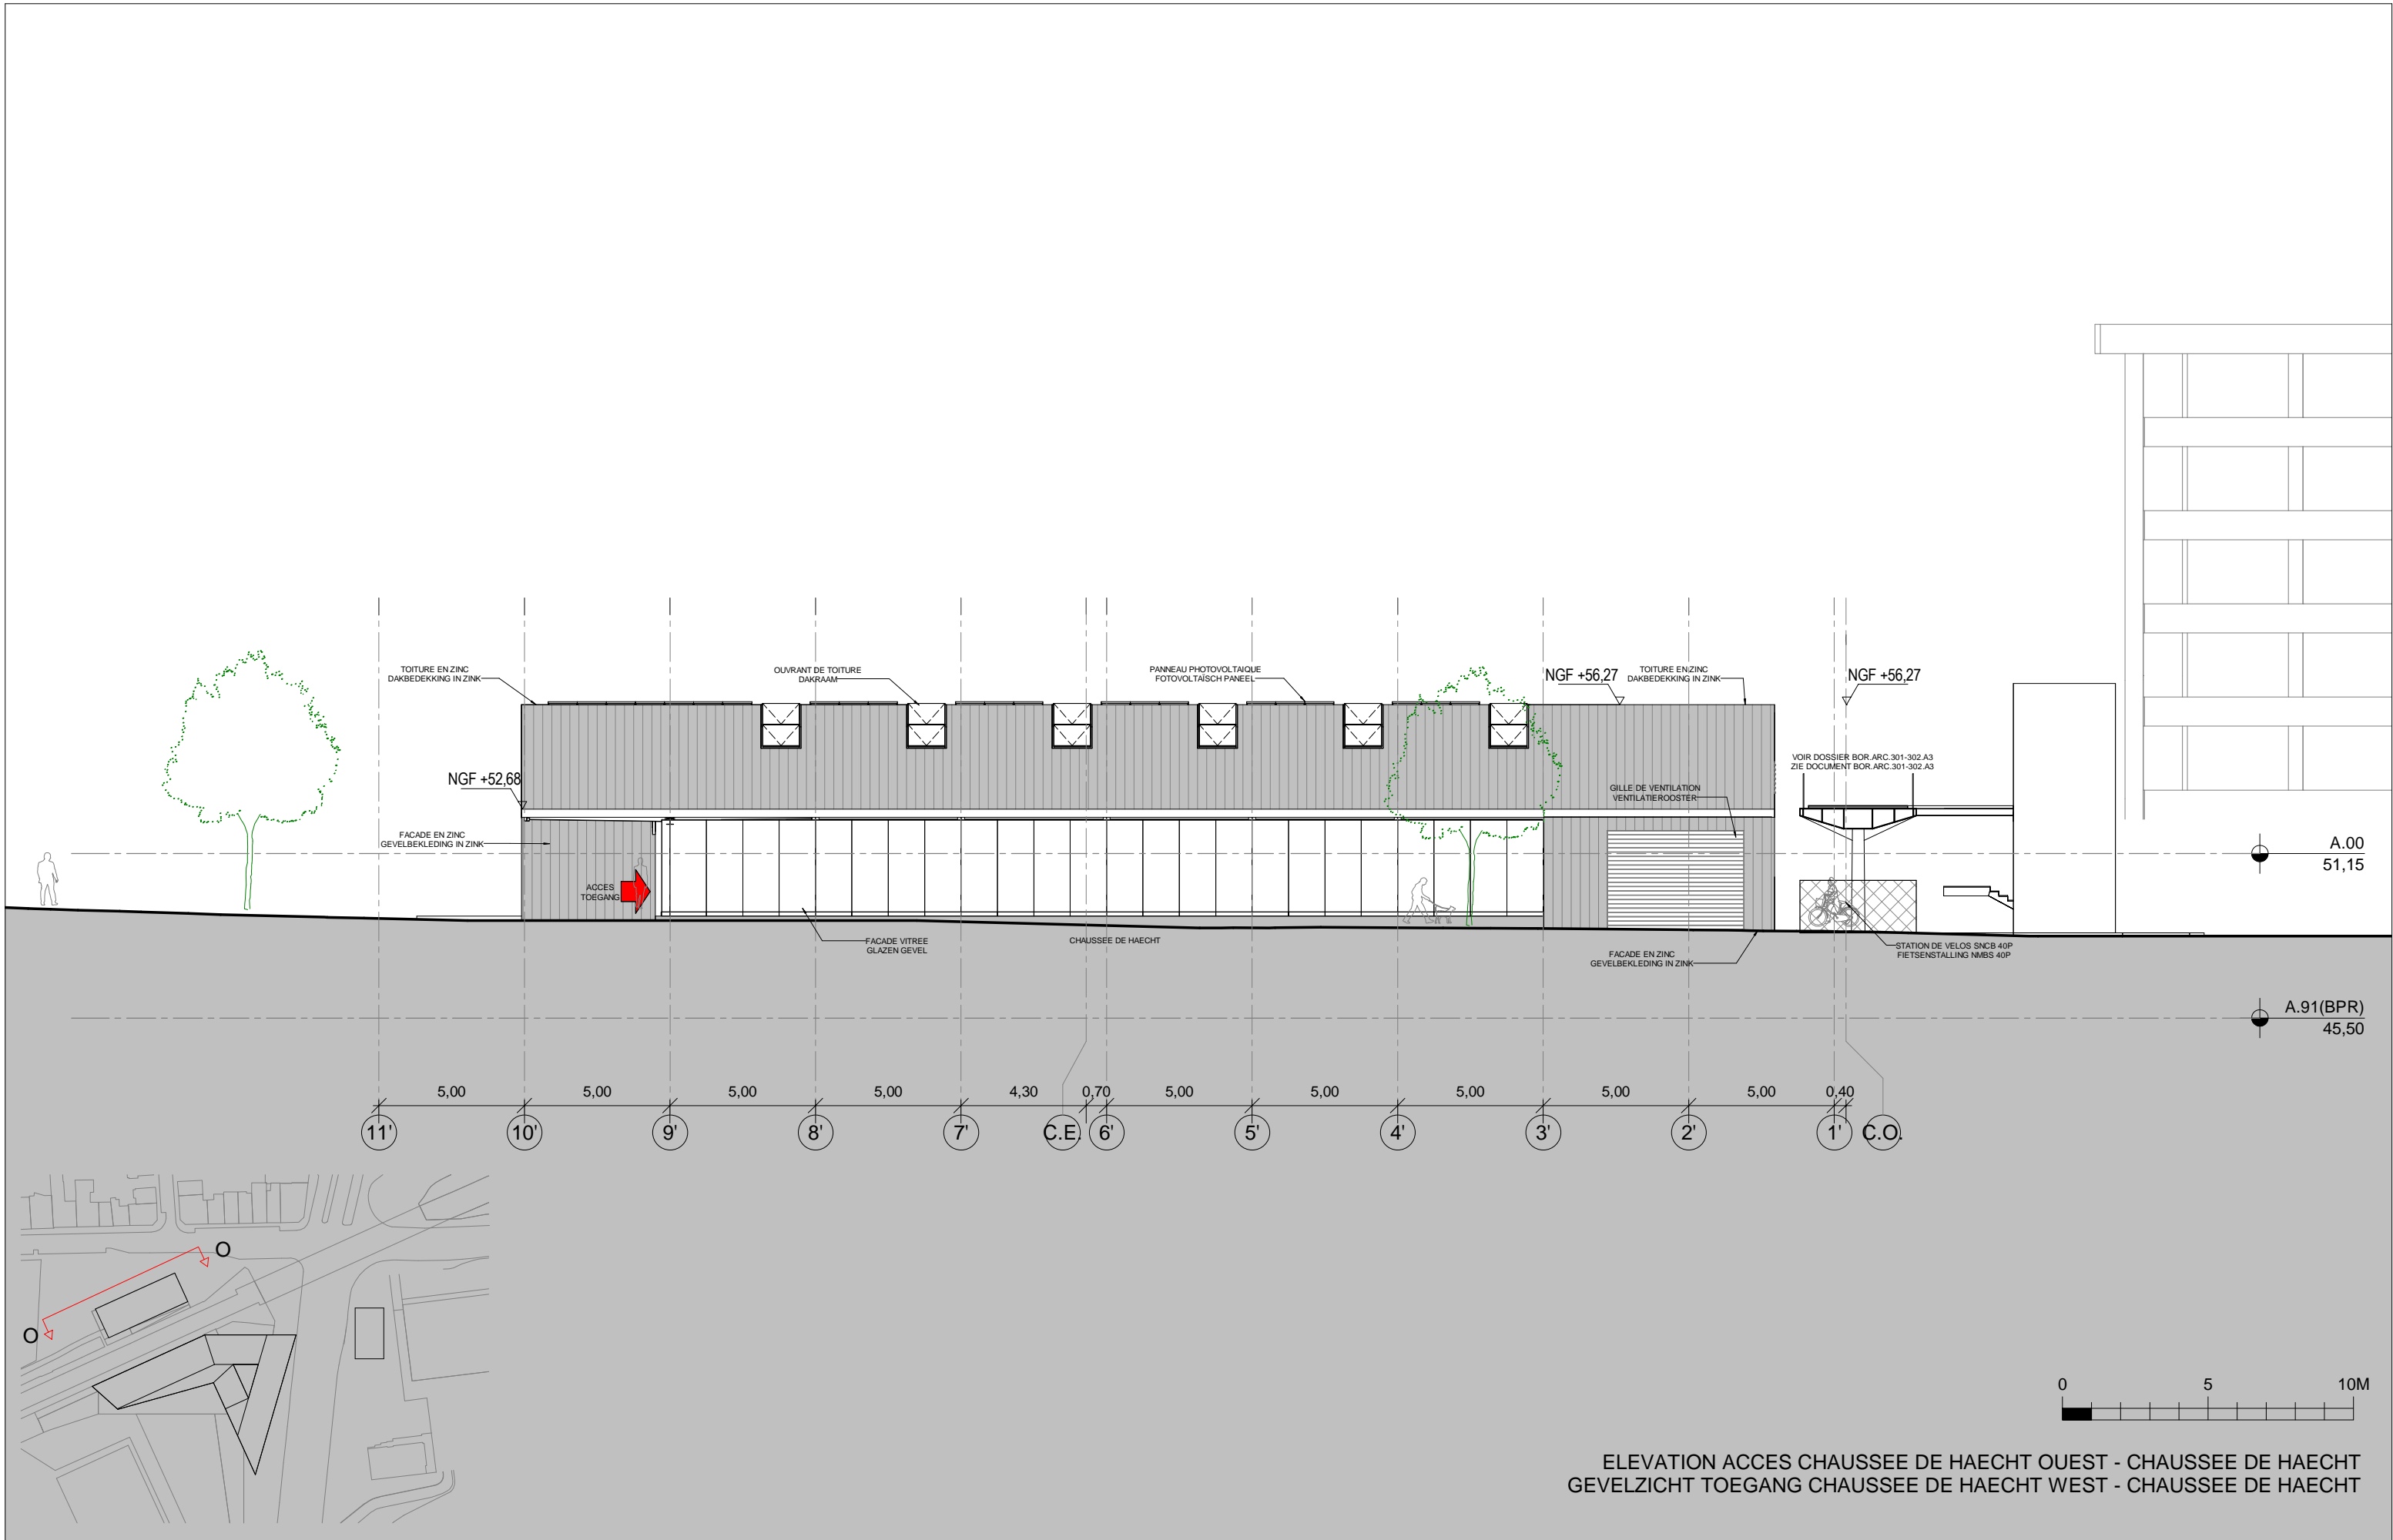 TOITURE EN ZINC
DAKBEDEKKING IN ZINK
OUVRANT DE TOITURE
DAKRAAM
PANNEAU PHOTOVOLTAIQUE
FOTOVOLTAÏSCH PANEEL
NGF +56,27
TOITURE EN ZINC
DAKBEDEKKING IN ZINK
NGF +56,27
NGF +52,68
VOIR DOSSIER BOR.ARC.301-302.A3
ZIE DOCUMENT BOR.ARC.301-302.A3
GILLE DE VENTILATION
VENTILATIEROOSTER
FACADE EN ZINC
GEVELBEKLEDING IN ZINK
A.00
51,15
ACCES
TOEGANG
FACADE VITREE
GLAZEN GEVEL
CHAUSSEE DE HAECHT
FACADE EN ZINC
GEVELBEKLEDING IN ZINK
STATION DE VELOS SNCB 40P
FIETSENSTALLING NMBS 40P
A.91(BPR)
45,50
5,00 5,00 5,00 5,00 4,30 0,70 5,00 5,00 5,00 5,00 5,00 0,40
11' 10' 9' 8' 7' C.E. 6' 5' 4' 3' 2' 1' C.O.
O
O
0 5 10M
ELEVATION ACCES CHAUSSEE DE HAECHT OUEST - CHAUSSEE DE HAECHT
GEVELZICHT TOEGANG CHAUSSEE DE HAECHT WEST - CHAUSSEE DE HAECHT